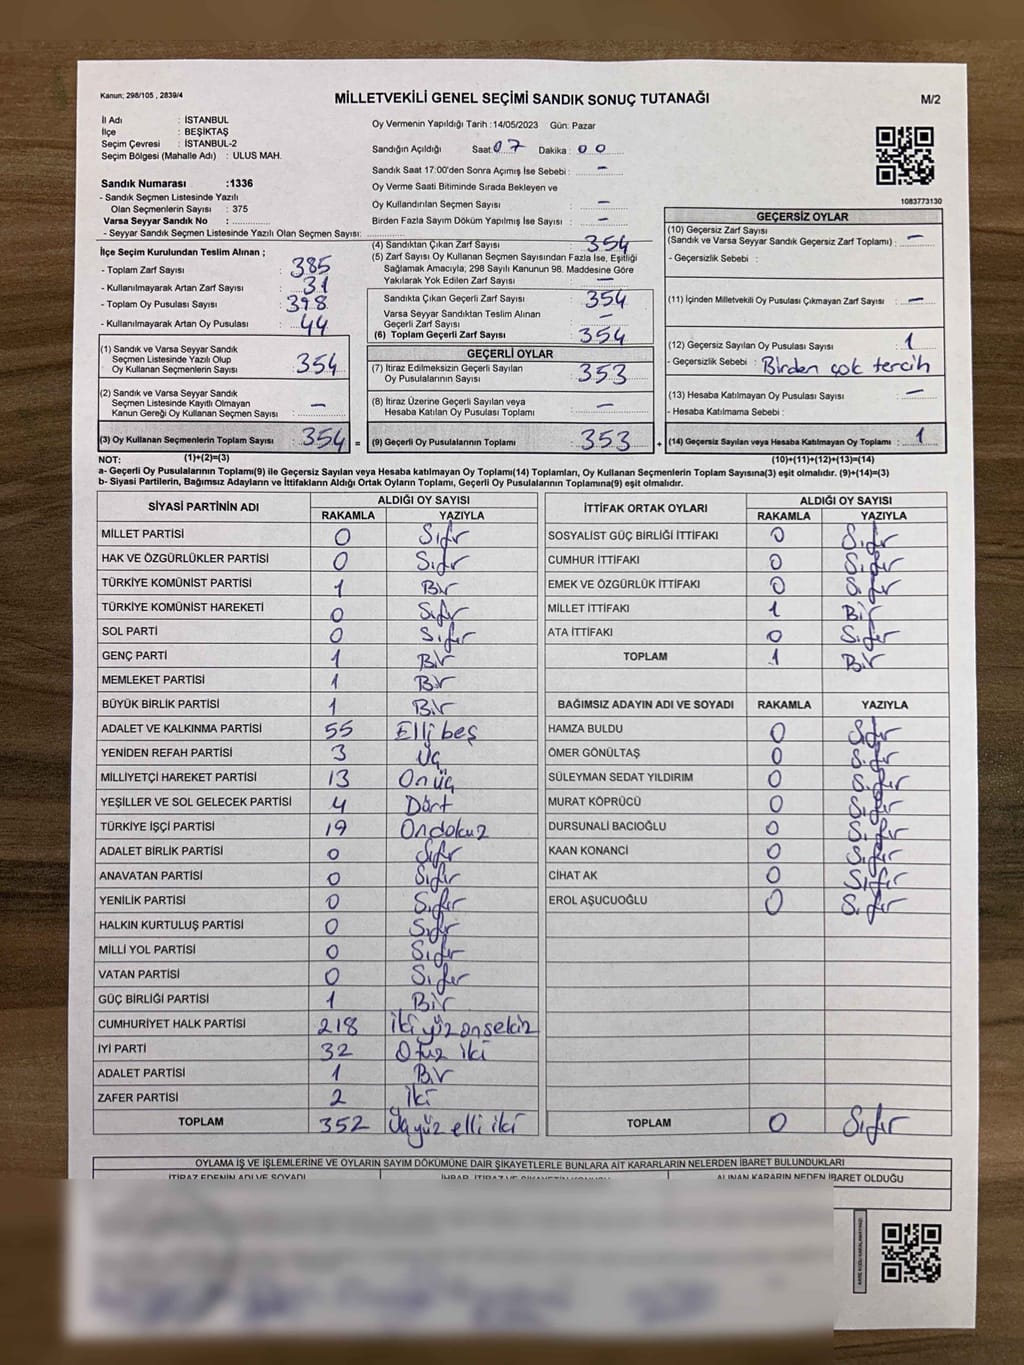 Kanun; 298/105 , 2839/4
MİLLETVEKİLİ GENEL SEÇİMİ SANDIK SONUÇ TUTANAĞI
M/2
İl Adı : İSTANBUL
İlçe : BEŞİKTAŞ
Seçim Çevresi : İSTANBUL-2
Seçim Bölgesi (Mahalle Adı) : ULUS MAH.
Sandık Numarası :1336
- Sandık Seçmen Listesinde Yazılı
Olan Seçmenlerin Sayısı : 375
Varsa Seyyar Sandık No :
- Seyyar Sandık Seçmen Listesinde Yazılı Olan Seçmen Sayısı:
Oy Vermenin Yapıldığı Tarih :14/05/2023 Gün: Pazar
Sandığın Açıldığı Saat 07 Dakika : 00
Sandık Saat 17:00'den Sonra Açımış İse Sebebi : –
Oy Verme Saati Bitiminde Sırada Bekleyen ve
Oy Kullandırılan Seçmen Sayısı : –
Birden Fazla Sayım Döküm Yapılmış İse Sayısı : –
1083773130
İlçe Seçim Kurulundan Teslim Alınan ;
- Toplam Zarf Sayısı : 385
- Kullanılmayarak Artan Zarf Sayısı : 31
- Toplam Oy Pusulası Sayısı : 398
- Kullanılmayarak Artan Oy Pusulası : 44
(1) Sandık ve Varsa Seyyar Sandık
Seçmen Listesinde Yazılı Olup
Oy Kullanan Seçmenlerin Sayısı : 354
(2) Sandık ve Varsa Seyyar Sandık
Seçmen Listesinde Kayıtlı Olmayan
Kanun Gereği Oy Kullanan Seçmen Sayısı : –
(3) Oy Kullanan Seçmenlerin Toplam Sayısı : 354
(4) Sandıktan Çıkan Zarf Sayısı : 354
(5) Zarf Sayısı Oy Kullanan Seçmen Sayısından Fazla İse, Eşitliği
Sağlamak Amacıyla, 298 Sayılı Kanunun 98. Maddesine Göre
Yakılarak Yok Edilen Zarf Sayısı : –
Sandıkta Çıkan Geçerli Zarf Sayısı : 354
Varsa Seyyar Sandıktan Teslim Alınan
Geçerli Zarf Sayısı : –
(6) Toplam Geçerli Zarf Sayısı : 354
GEÇERLİ OYLAR
(7) İtiraz Edilmeksizin Geçerli Sayılan
Oy Pusulalarının Sayısı : 353
(8) İtiraz Üzerine Geçerli Sayılan veya
Hesaba Katılan Oy Pusulası Toplamı : –
= (9) Geçerli Oy Pusulalarının Toplamı : 353 +
GEÇERSİZ OYLAR
(10) Geçersiz Zarf Sayısı
(Sandık ve Varsa Seyyar Sandık Geçersiz Zarf Toplamı) : –
- Geçersizlik Sebebi :
(11) İçinden Milletvekili Oy Pusulası Çıkmayan Zarf Sayısı : –
(12) Geçersiz Sayılan Oy Pusulası Sayısı : 1
- Geçersizlik Sebebi : Birden çok tercih
(13) Hesaba Katılmayan Oy Pusulası Sayısı : –
- Hesaba Katılmama Sebebi :
(14) Geçersiz Sayılan veya Hesaba Katılmayan Oy Toplamı : 1
NOT: (1)+(2)=(3) (10)+(11)+(12)+(13)=(14)
a- Geçerli Oy Pusulalarının Toplamı(9) ile Geçersiz Sayılan veya Hesaba katılmayan Oy Toplamı(14) Toplamları, Oy Kullanan Seçmenlerin Toplam Sayısına(3) eşit olmalıdır. (9)+(14)=(3)
b- Siyasi Partilerin, Bağımsız Adayların ve İttifakların Aldığı Ortak Oyların Toplamı, Geçerli Oy Pusulalarının Toplamına(9) eşit olmalıdır.
SİYASİ PARTİNİN ADI ALDIĞI OY SAYISI
RAKAMLA YAZIYLA
MİLLET PARTİSİ 0 Sıfır
HAK VE ÖZGÜRLÜKLER PARTİSİ 0 Sıfır
TÜRKİYE KOMÜNİST PARTİSİ 1 Bir
TÜRKİYE KOMÜNİST HAREKETİ 0 Sıfır
SOL PARTİ 0 Sıfır
GENÇ PARTİ 1 Bir
MEMLEKET PARTİSİ 1 Bir
BÜYÜK BİRLİK PARTİSİ 1 Bir
ADALET VE KALKINMA PARTİSİ 55 Elli beş
YENİDEN REFAH PARTİSİ 3 Üç
MİLLİYETÇİ HAREKET PARTİSİ 13 Onüç
YEŞİLLER VE SOL GELECEK PARTİSİ 4 Dört
TÜRKİYE İŞÇİ PARTİSİ 19 Ondokuz
ADALET BİRLİK PARTİSİ 0 Sıfır
ANAVATAN PARTİSİ 0 Sıfır
YENİLİK PARTİSİ 0 Sıfır
HALKIN KURTULUŞ PARTİSİ 0 Sıfır
MİLLİ YOL PARTİSİ 0 Sıfır
VATAN PARTİSİ 0 Sıfır
GÜÇ BİRLİĞİ PARTİSİ 1 Bir
CUMHURİYET HALK PARTİSİ 218 İki yüz onsekiz
İYİ PARTİ 32 Otuz iki
ADALET PARTİSİ 1 Bir
ZAFER PARTİSİ 2 İki
TOPLAM 352 Üçyüz elli iki
İTTİFAK ORTAK OYLARI ALDIĞI OY SAYISI
RAKAMLA YAZIYLA
SOSYALİST GÜÇ BİRLİĞİ İTTİFAKI 0 Sıfır
CUMHUR İTTİFAKI 0 Sıfır
EMEK VE ÖZGÜRLÜK İTTİFAKI 0 Sıfır
MİLLET İTTİFAKI 1 Bir
ATA İTTİFAKI 0 Sıfır
TOPLAM 1 Bir
BAĞIMSIZ ADAYIN ADI VE SOYADI RAKAMLA YAZIYLA
HAMZA BULDU 0 Sıfır
ÖMER GÖNÜLTAŞ 0 Sıfır
SÜLEYMAN SEDAT YILDIRIM 0 Sıfır
MURAT KÖPRÜCÜ 0 Sıfır
DURSUNALİ BACIOĞLU 0 Sıfır
KAAN KONANCİ 0 Sıfır
CİHAT AK 0 Sıfır
EROL AŞUCUOĞLU 0 Sıfır
TOPLAM 0 Sıfır
OYLAMA İŞ VE İŞLEMLERİNE VE OYLARIN SAYIM DÖKÜMÜNE DAİR ŞİKAYETLERLE BUNLARA AİT KARARLARIN NELERDEN İBARET BULUNDUKLARI
İTİRAZ EDENİN ADI VE SOYADI ALINAN KARARIN NEDEN İBARET OLDUĞU